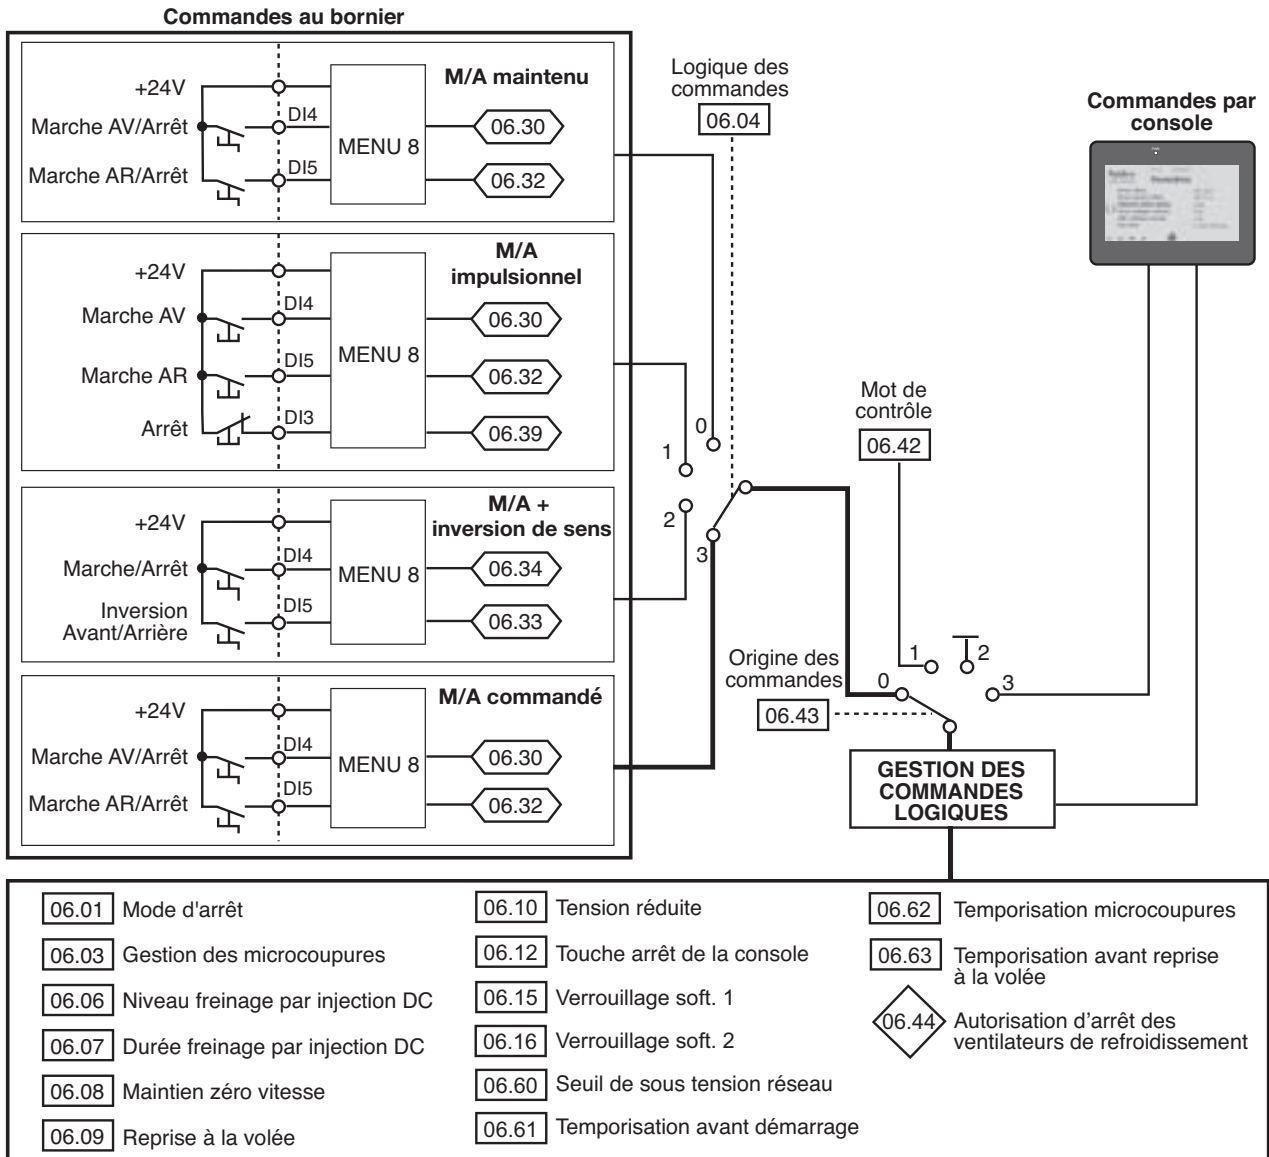 Commandes au bornier
M/A maintenu
+24V
Marche AV/Arrêt
DI4
Marche AR/Arrêt
DI5
MENU 8
06.30
06.32
M/A
impulsionnel
+24V
Marche AV
DI4
Marche AR
DI5
Arrêt
DI3
MENU 8
06.30
06.32
06.39
M/A +
inversion de sens
+24V
Marche/Arrêt
DI4
Inversion
Avant/Arrière
DI5
MENU 8
06.34
06.33
M/A commandé
+24V
Marche AV/Arrêt
DI4
Marche AR/Arrêt
DI5
MENU 8
06.30
06.32
Logique des
commandes
06.04
0
1
2
3
Commandes par
console
Mot de
contrôle
06.42
Origine des
commandes
06.43
0
1
2
3
GESTION DES
COMMANDES
LOGIQUES
06.01 Mode d'arrêt
06.03 Gestion des microcoupures
06.06 Niveau freinage par injection DC
06.07 Durée freinage par injection DC
06.08 Maintien zéro vitesse
06.09 Reprise à la volée
06.10 Tension réduite
06.12 Touche arrêt de la console
06.15 Verrouillage soft. 1
06.16 Verrouillage soft. 2
06.60 Seuil de sous tension réseau
06.61 Temporisation avant démarrage
06.62 Temporisation microcoupures
06.63 Temporisation avant reprise
à la volée
06.44 Autorisation d’arrêt des
ventilateurs de refroidissement